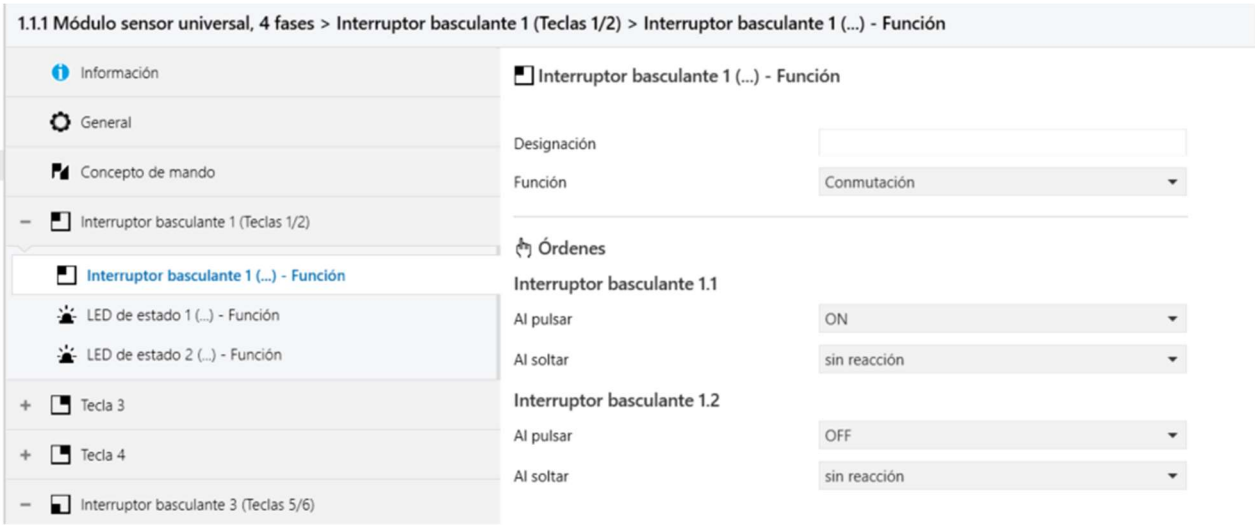 1.1.1 Módulo sensor universal, 4 fases > Interruptor basculante 1 (Teclas 1/2) > Interruptor basculante 1 (...) - Función
Información
General
Concepto de mando
Interruptor basculante 1 (Teclas 1/2)
Interruptor basculante 1 (...) - Función
LED de estado 1 (...) - Función
LED de estado 2 (...) - Función
Tecla 3
Tecla 4
Interruptor basculante 3 (Teclas 5/6)
Interruptor basculante 1 (...) - Función
Designación
Función Conmutación
Órdenes
Interruptor basculante 1.1
Al pulsar ON
Al soltar sin reacción
Interruptor basculante 1.2
Al pulsar OFF
Al soltar sin reacción